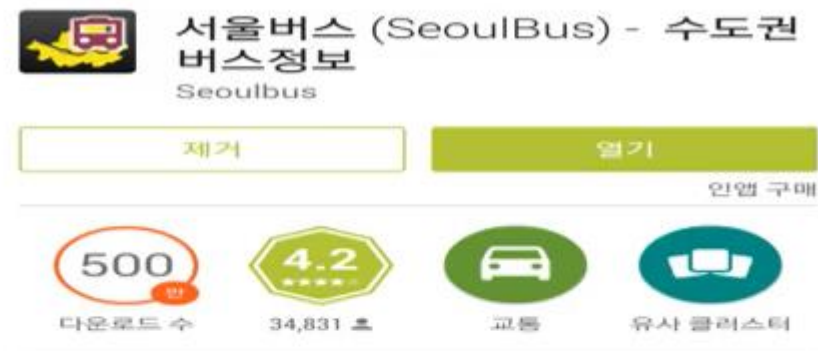 서울버스 (SeoulBus) - 수도권
버스정보
Seoulbus
제거
열기
인앱 구매
500
만
4.2
다운로드 수
34,831
교통
유사 클러스터